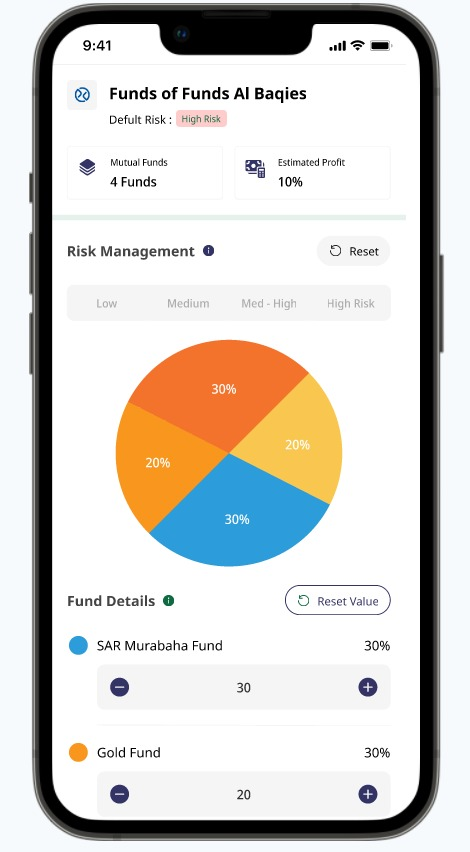 9:41
Funds of Funds Al Baqies
Defult Risk : High Risk
Mutual Funds
4 Funds
Estimated Profit
10%
Risk Management
Reset
Low Medium Med - High High Risk
30%
20%
20%
30%
Fund Details
Reset Value
SAR Murabaha Fund 30%
30
Gold Fund 30%
20